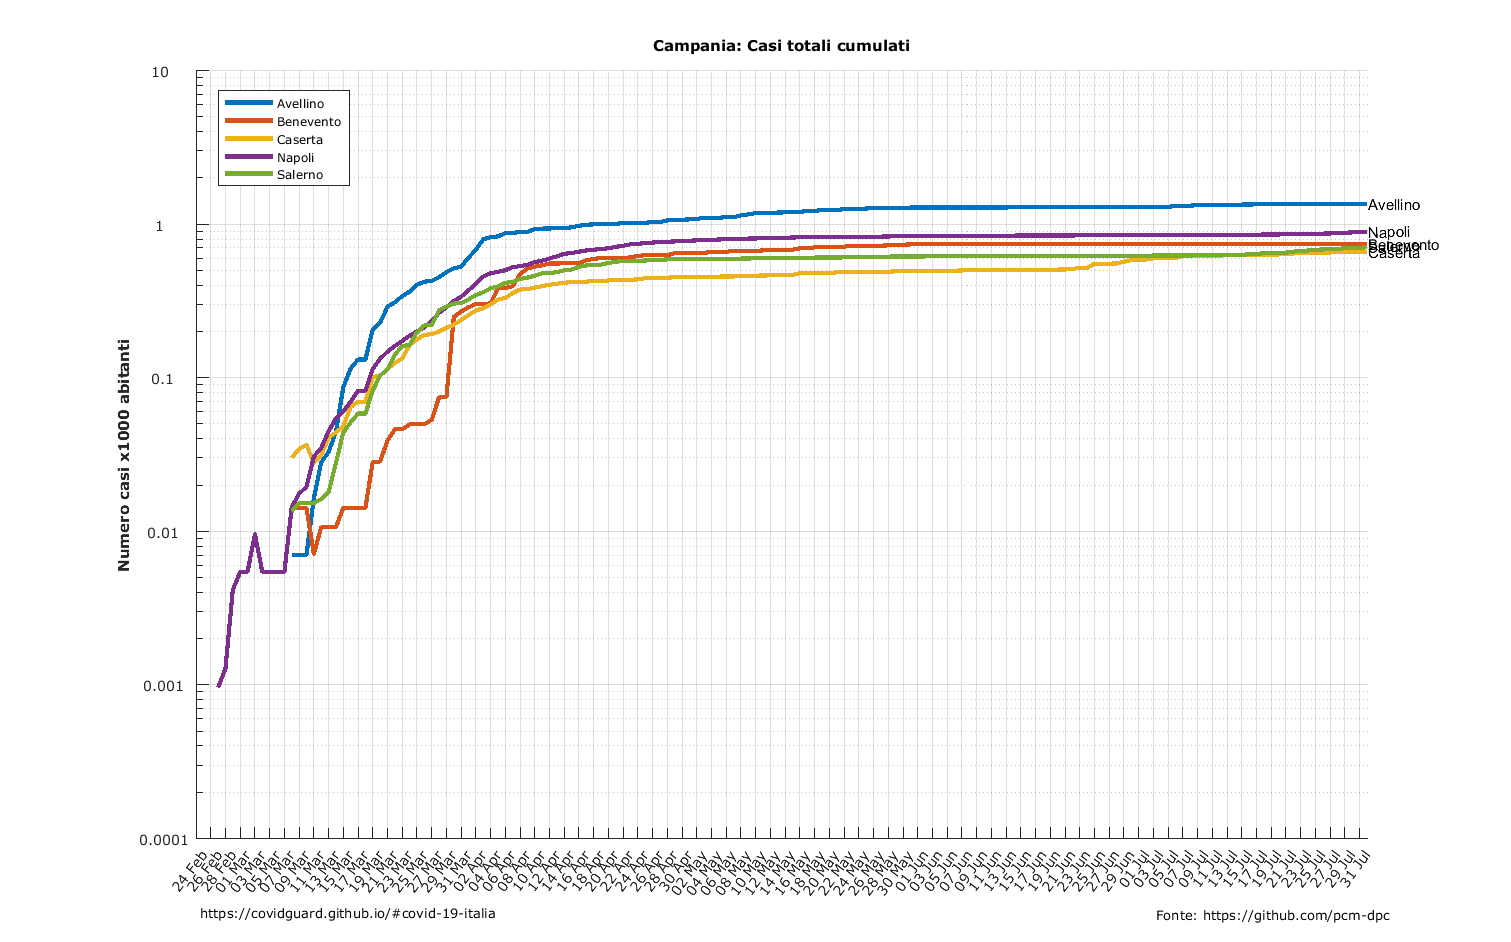 Campania: Casi totali cumulati
Numero casi x1000 abitanti
10
1
0.1
0.01
0.001
0.0001
Avellino
Benevento
Caserta
Napoli
Salerno
Avellino
Napoli
Benevento
Salerno
Caserta
24 Feb
26 Feb
28 Feb
01 Mar
03 Mar
05 Mar
07 Mar
09 Mar
11 Mar
13 Mar
15 Mar
17 Mar
19 Mar
21 Mar
23 Mar
25 Mar
27 Mar
29 Mar
31 Mar
02 Apr
04 Apr
06 Apr
08 Apr
10 Apr
12 Apr
14 Apr
16 Apr
18 Apr
20 Apr
22 Apr
24 Apr
26 Apr
28 Apr
30 Apr
02 May
04 May
06 May
08 May
10 May
12 May
14 May
16 May
18 May
20 May
22 May
24 May
26 May
28 May
30 May
01 Jun
03 Jun
05 Jun
07 Jun
09 Jun
11 Jun
13 Jun
15 Jun
17 Jun
19 Jun
21 Jun
23 Jun
25 Jun
27 Jun
29 Jun
01 Jul
03 Jul
05 Jul
07 Jul
09 Jul
11 Jul
13 Jul
15 Jul
17 Jul
19 Jul
21 Jul
23 Jul
25 Jul
27 Jul
29 Jul
31 Jul
https://covidguard.github.io/#covid-19-italia
Fonte: https://github.com/pcm-dpc